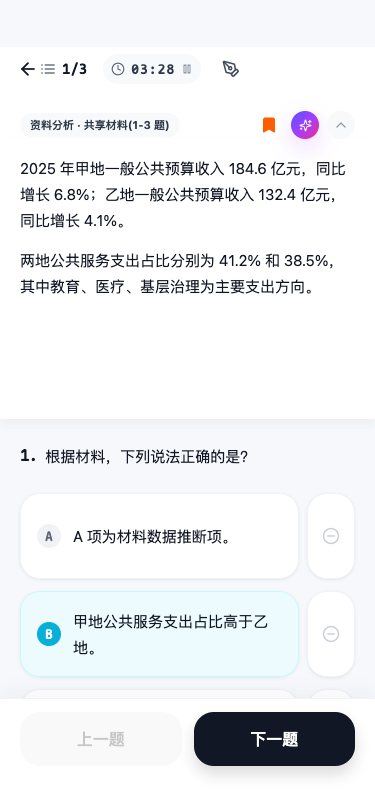 1/3
03:28
资料分析 · 共享材料(1-3 题)
2025 年甲地一般公共预算收入 184.6 亿元，同比
增长 6.8%；乙地一般公共预算收入 132.4 亿元，
同比增长 4.1%。
两地公共服务支出占比分别为 41.2% 和 38.5%，
其中教育、医疗、基层治理为主要支出方向。
1. 根据材料，下列说法正确的是?
A A 项为材料数据推断项。
B 甲地公共服务支出占比高于乙
地。
上一题 下一题